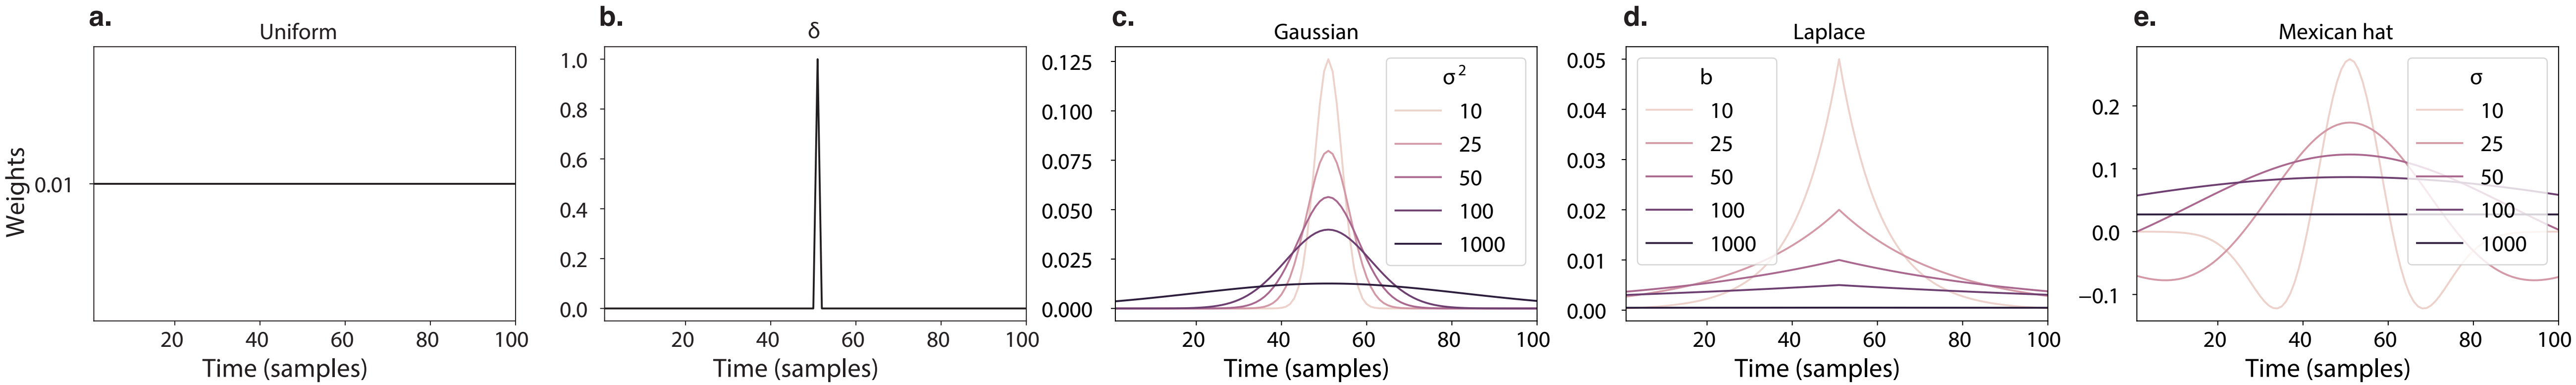 a.
Uniform
Weights
0.01
20 40 60 80 100
Time (samples)
b.
δ
1.0
0.8
0.6
0.4
0.2
0.0
20 40 60 80 100
Time (samples)
c.
Gaussian
0.125
0.100
0.075
0.050
0.025
0.000
σ²
10
25
50
100
1000
20 40 60 80 100
Time (samples)
d.
Laplace
0.05
0.04
0.03
0.02
0.01
0.00
b
10
25
50
100
1000
20 40 60 80 100
Time (samples)
e.
Mexican hat
0.2
0.1
0.0
−0.1
σ
10
25
50
100
1000
20 40 60 80 100
Time (samples)